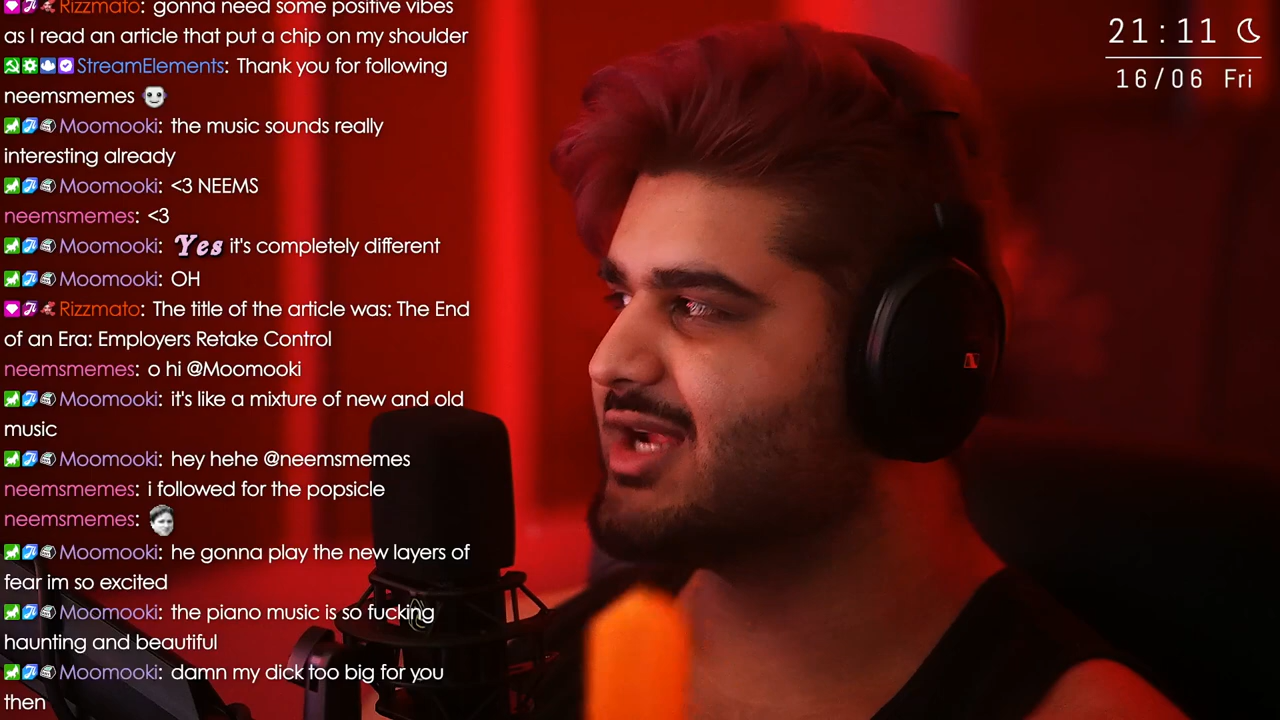 Rizzmato: gonna need some positive vibes
as I read an article that put a chip on my shoulder
StreamElements: Thank you for following
neemsmemes
Moomooki: the music sounds really
interesting already
Moomooki: <3 NEEMS
neemsmemes: <3
Moomooki: Yes it's completely different
Moomooki: OH
Rizzmato: The title of the article was: The End
of an Era: Employers Retake Control
neemsmemes: o hi @Moomooki
Moomooki: it's like a mixture of new and old
music
Moomooki: hey hehe @neemsmemes
neemsmemes: i followed for the popsicle
neemsmemes:
Moomooki: he gonna play the new layers of
fear im so excited
Moomooki: the piano music is so fucking
haunting and beautiful
Moomooki: damn my dick too big for you
then
21:11
16/06 Fri